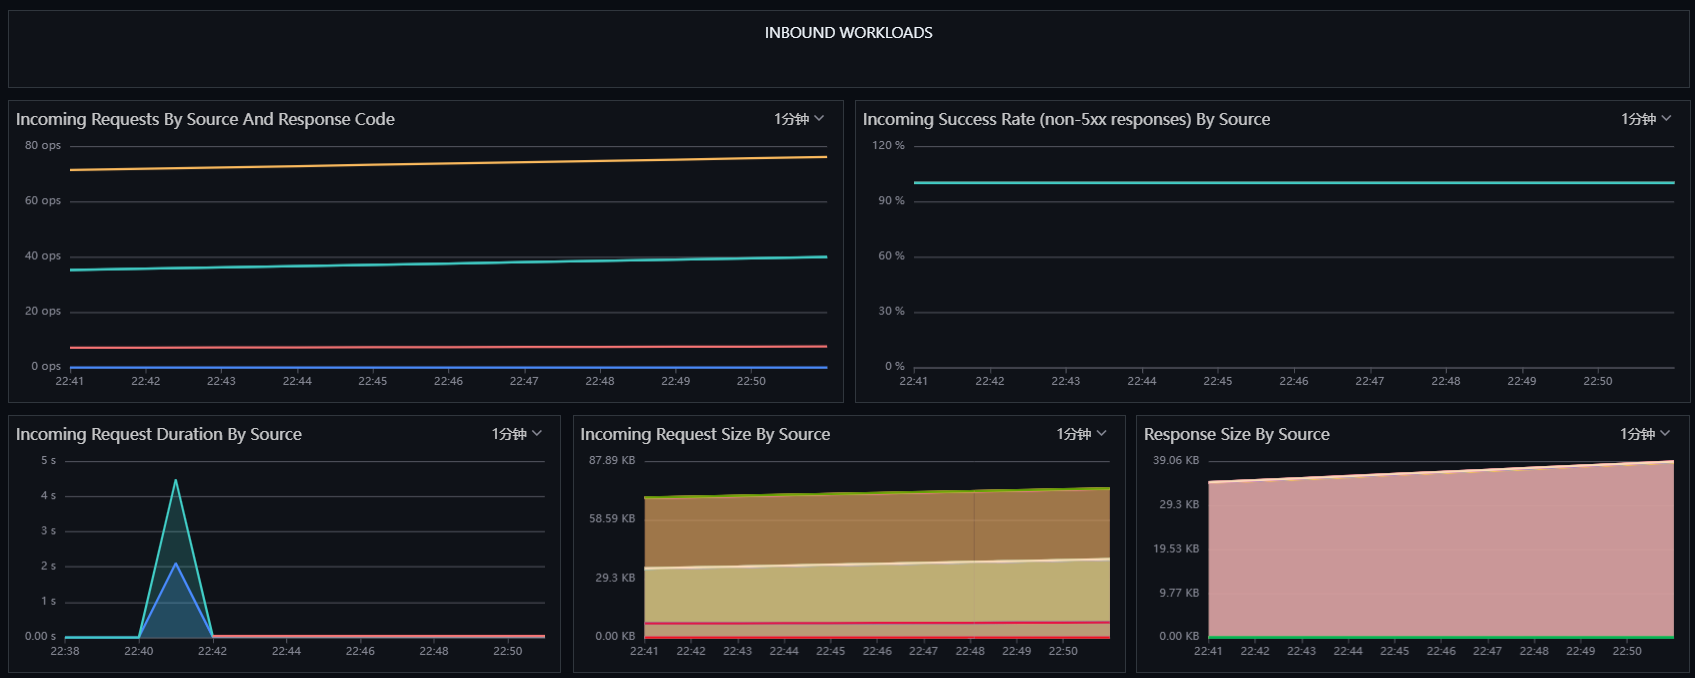 INBOUND WORKLOADS
Incoming Requests By Source And Response Code
1分钟
80 ops
60 ops
40 ops
20 ops
0 ops
22:41 22:42 22:43 22:44 22:45 22:46 22:47 22:48 22:49 22:50
Incoming Success Rate (non-5xx responses) By Source
1分钟
120 %
90 %
60 %
30 %
0 %
22:41 22:42 22:43 22:44 22:45 22:46 22:47 22:48 22:49 22:50
Incoming Request Duration By Source
1分钟
5 s
4 s
3 s
2 s
1 s
0.00 s
22:38 22:40 22:42 22:44 22:46 22:48 22:50
Incoming Request Size By Source
1分钟
87.89 KB
58.59 KB
29.3 KB
0.00 KB
22:41 22:42 22:43 22:44 22:45 22:46 22:47 22:48 22:49 22:50
Response Size By Source
1分钟
39.06 KB
29.3 KB
19.53 KB
9.77 KB
0.00 KB
22:41 22:42 22:43 22:44 22:45 22:46 22:47 22:48 22:49 22:50